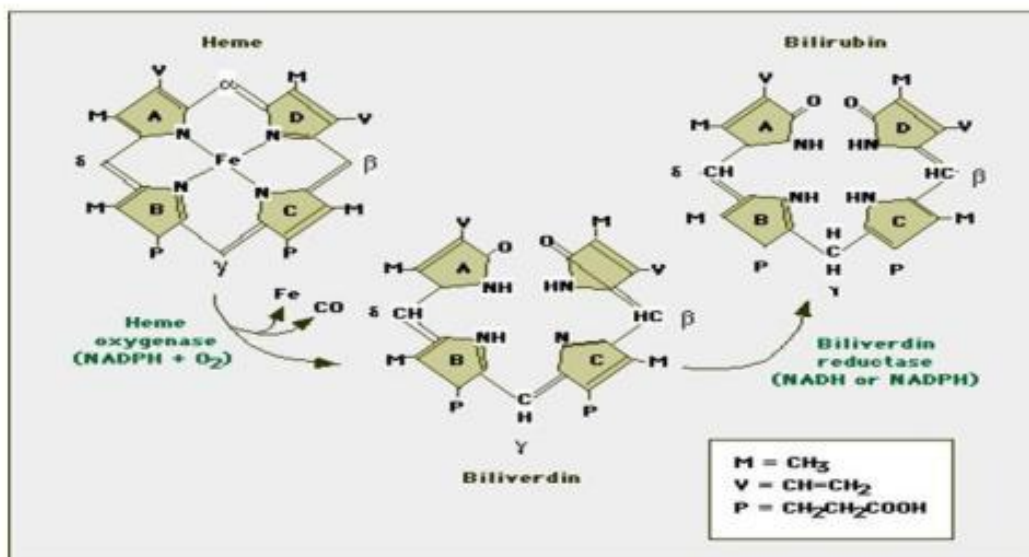 Heme
V
α
M
M
A
D
V
N
N
δ
Fe
β
N
N
M
B
C
M
P
P
γ
Fe
CO
Heme
oxygenase
(NADPH + O2)
V
O
M
A
NH
O
M
D
V
HN
δ
CH
HC
β
NH
N
M
B
C
M
P
C
H
P
γ
Biliverdin
Biliverdin
reductase
(NADH or NADPH)
Bilirubin
V
O
M
A
NH
O
M
D
V
HN
δ
CH
HC
β
NH
HN
M
B
C
M
H
C
H
P
P
γ
M = CH3
V = CH=CH2
P = CH2CH2COOH